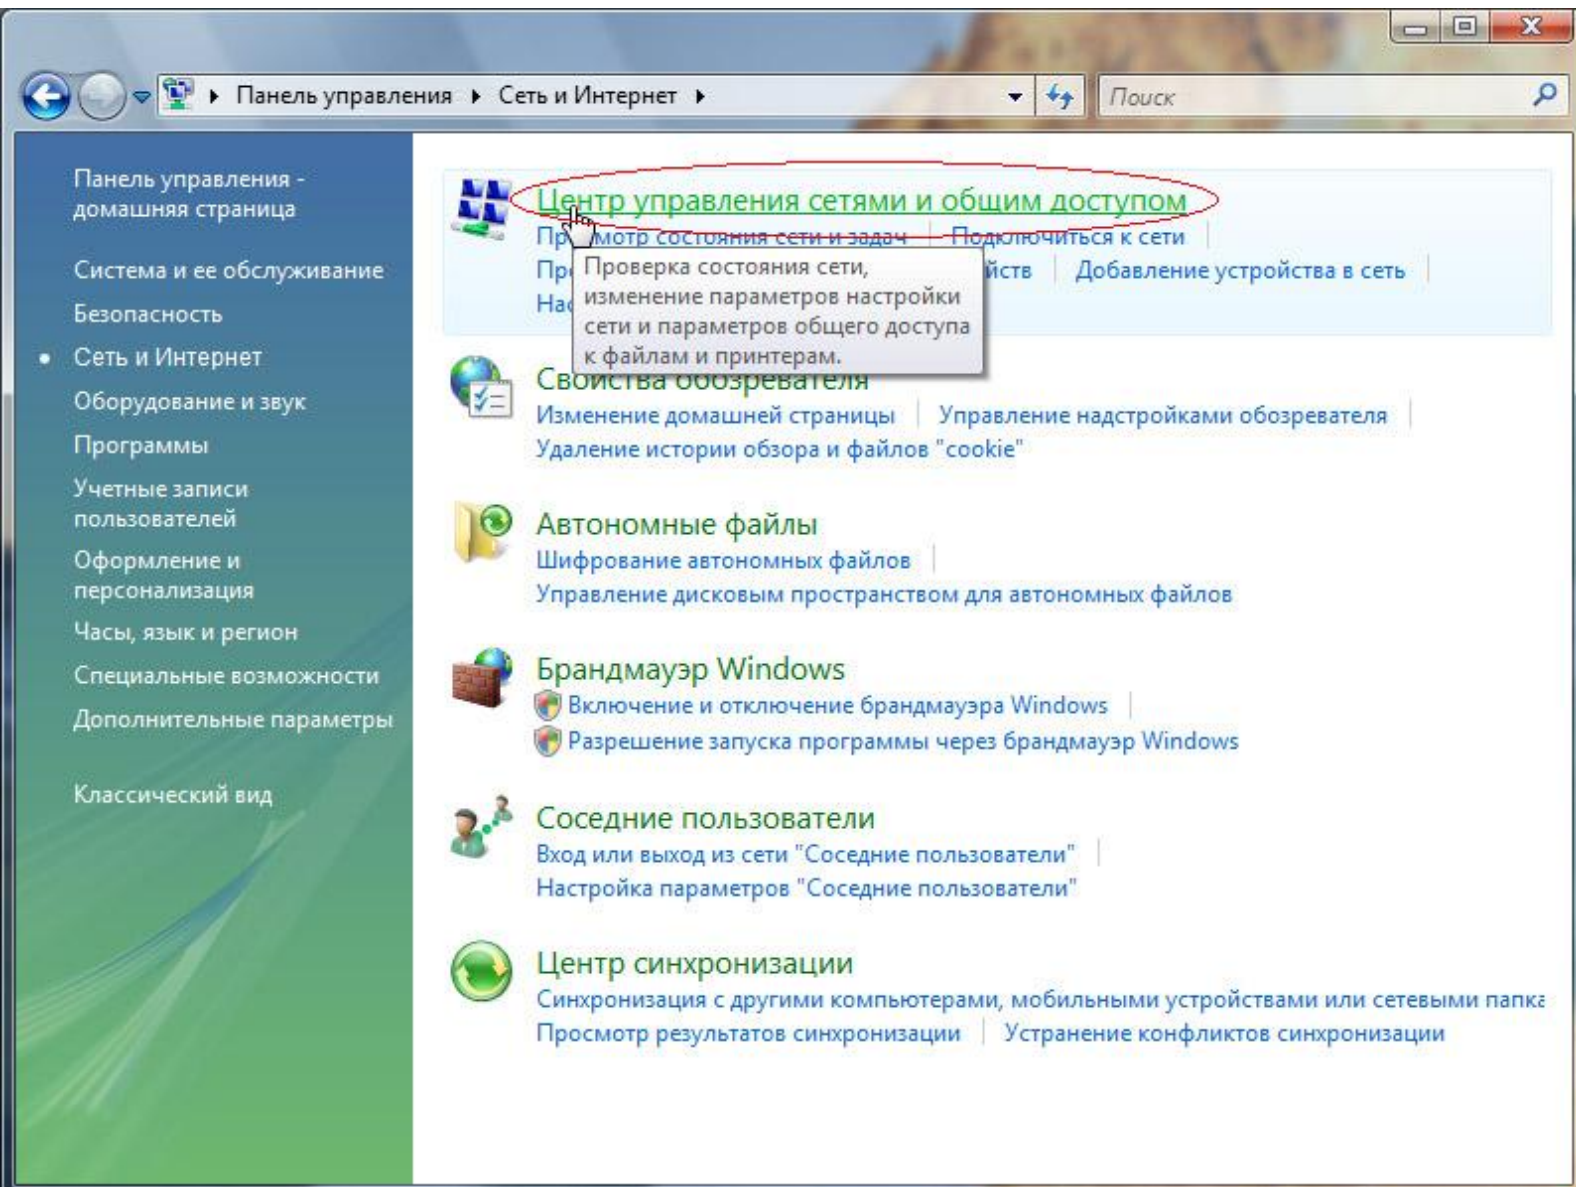 Панель управления ▸ Сеть и Интернет ▸
Поиск
Панель управления -
домашняя страница
Система и ее обслуживание
Безопасность
Сеть и Интернет
Оборудование и звук
Программы
Учетные записи
пользователей
Оформление и
персонализация
Часы, язык и регион
Специальные возможности
Дополнительные параметры
Классический вид
Центр управления сетями и общим доступом
Просмотр состояния сети и задач
Подключиться к сети
Добавление устройства в сеть
Проверка состояния сети,
изменение параметров настройки
сети и параметров общего доступа
к файлам и принтерам.
Свойства обозревателя
Изменение домашней страницы
Управление надстройками обозревателя
Удаление истории обзора и файлов "cookie"
Автономные файлы
Шифрование автономных файлов
Управление дисковым пространством для автономных файлов
Брандмауэр Windows
Включение и отключение брандмауэра Windows
Разрешение запуска программы через брандмауэр Windows
Соседние пользователи
Вход или выход из сети "Соседние пользователи"
Настройка параметров "Соседние пользователи"
Центр синхронизации
Синхронизация с другими компьютерами, мобильными устройствами или сетевыми папка
Просмотр результатов синхронизации
Устранение конфликтов синхронизации